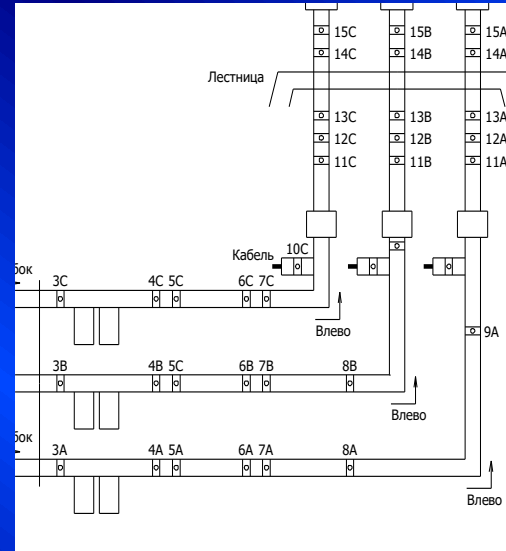 15C 15B 15A
14C 14B 14A
Лестница
13C 13B 13A
12C 12B 12A
11C 11B 11A
Кабель 10C
бок
3C 4C 5C 6C 7C
Влево
9A
3B 4B 5C 6B 7B 8B
Влево
бок
3A 4A 5A 6A 7A 8A
Влево